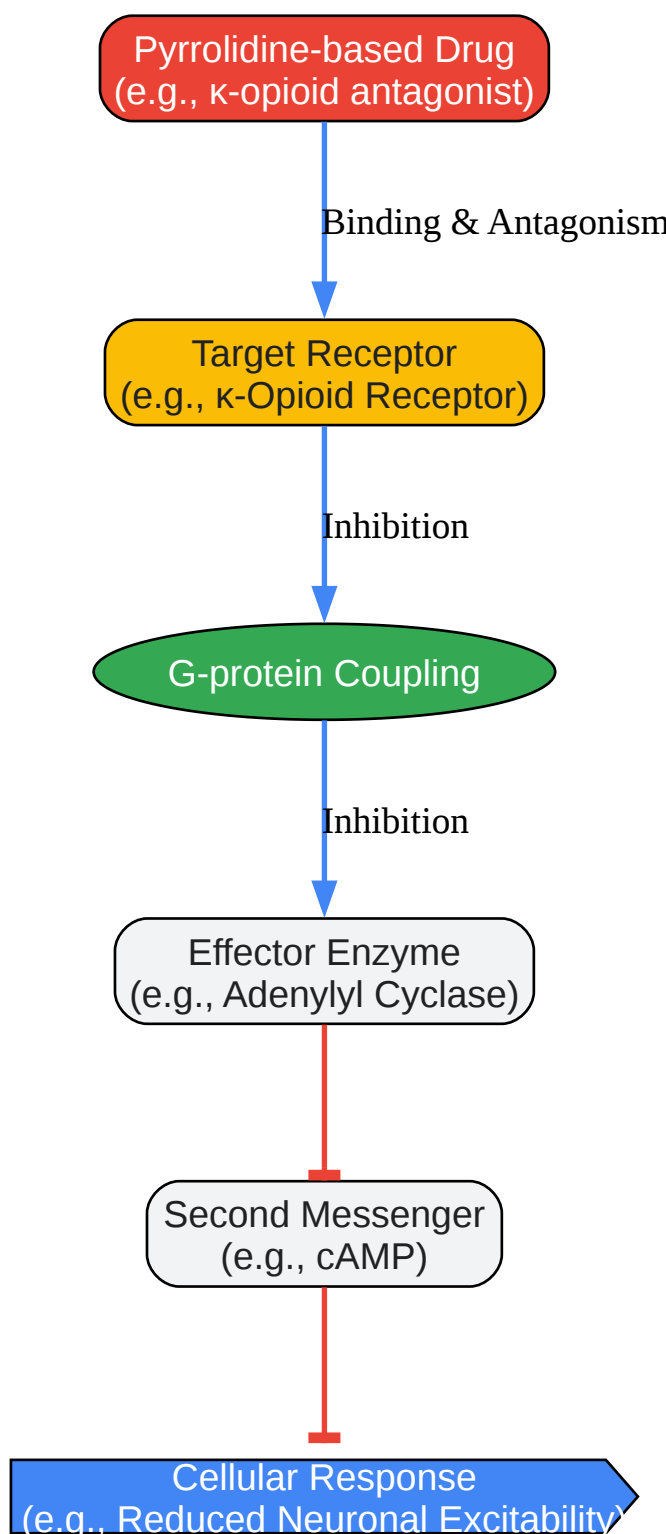 Pyrrolidine-based Drug
(e.g., κ-opioid antagonist)
Binding & Antagonism
Target Receptor
(e.g., κ-Opioid Receptor)
Inhibition
G-protein Coupling
Inhibition
Effector Enzyme
(e.g., Adenylyl Cyclase)
Second Messenger
(e.g., cAMP)
Cellular Response
(e.g., Reduced Neuronal Excitability)